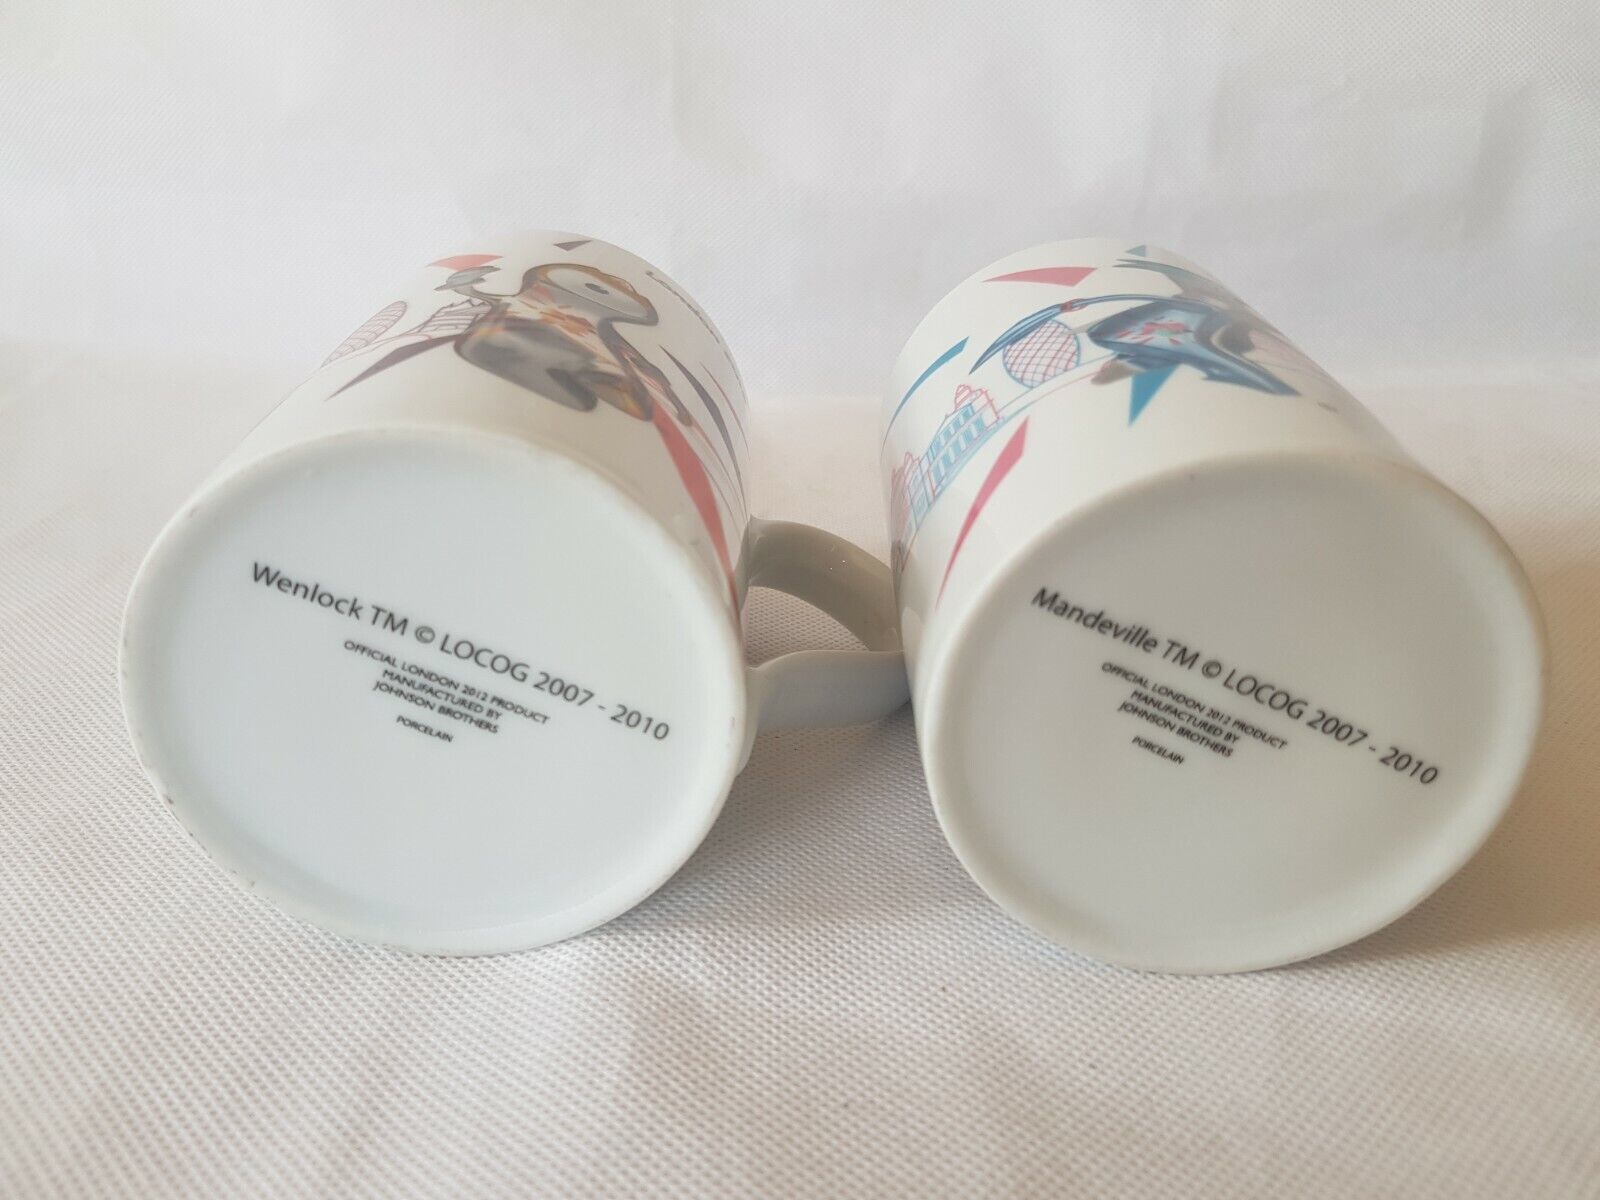 Wenlock TM © LOCOG 2007 - 2010
OFFICIAL LONDON 2012 PRODUCT
MANUFACTURED BY
JOHNSON BROTHERS
PORCELAIN
Mandeville TM © LOCOG 2007 - 2010
OFFICIAL LONDON 2012 PRODUCT
MANUFACTURED BY
JOHNSON BROTHERS
PORCELAIN